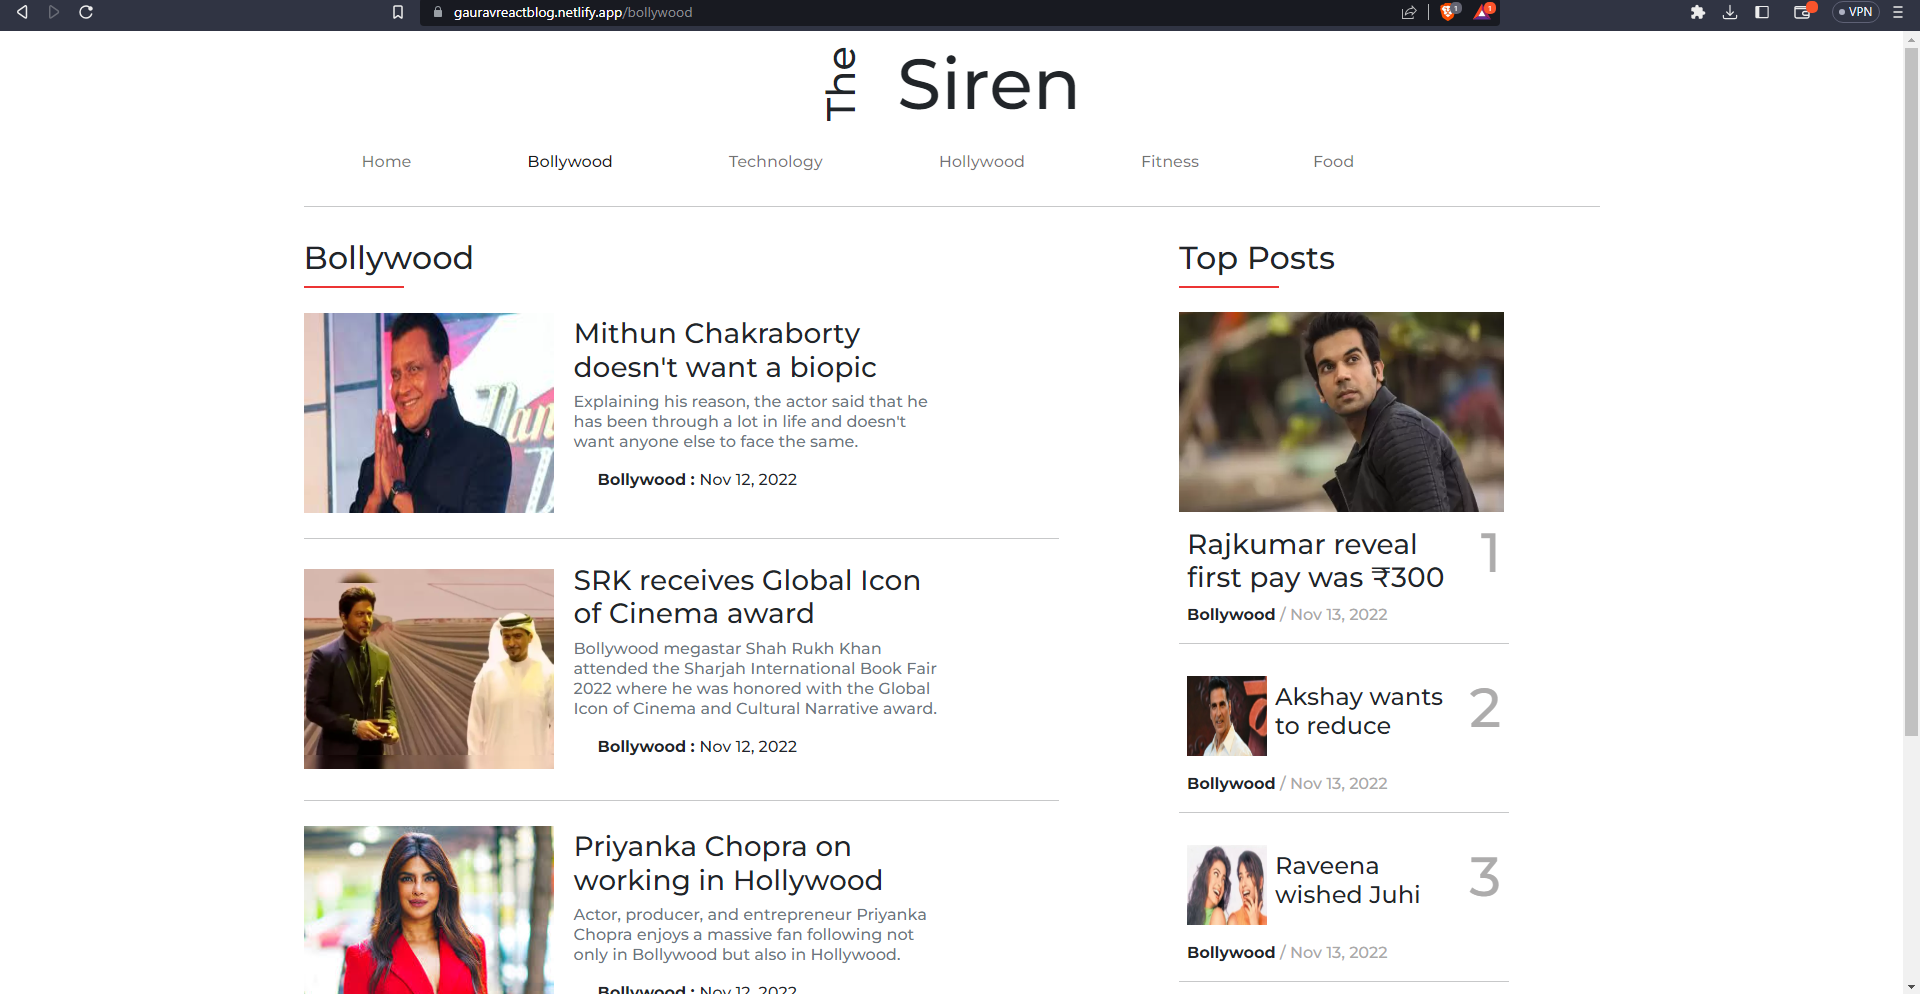 gauravreactblog.netlify.app/bollywood
1
1
VPN
The
Siren
Home
Bollywood
Technology
Hollywood
Fitness
Food
Bollywood
Mithun Chakraborty
doesn't want a biopic
Explaining his reason, the actor said that he
has been through a lot in life and doesn't
want anyone else to face the same.
Bollywood : Nov 12, 2022
SRK receives Global Icon
of Cinema award
Bollywood megastar Shah Rukh Khan
attended the Sharjah International Book Fair
2022 where he was honored with the Global
Icon of Cinema and Cultural Narrative award.
Bollywood : Nov 12, 2022
Priyanka Chopra on
working in Hollywood
Actor, producer, and entrepreneur Priyanka
Chopra enjoys a massive fan following not
only in Bollywood but also in Hollywood.
Bollywood : Nov 12, 2022
Top Posts
Rajkumar reveal
first pay was ₹300
1
Bollywood / Nov 13, 2022
Akshay wants
to reduce
2
Bollywood / Nov 13, 2022
Raveena
wished Juhi
3
Bollywood / Nov 13, 2022